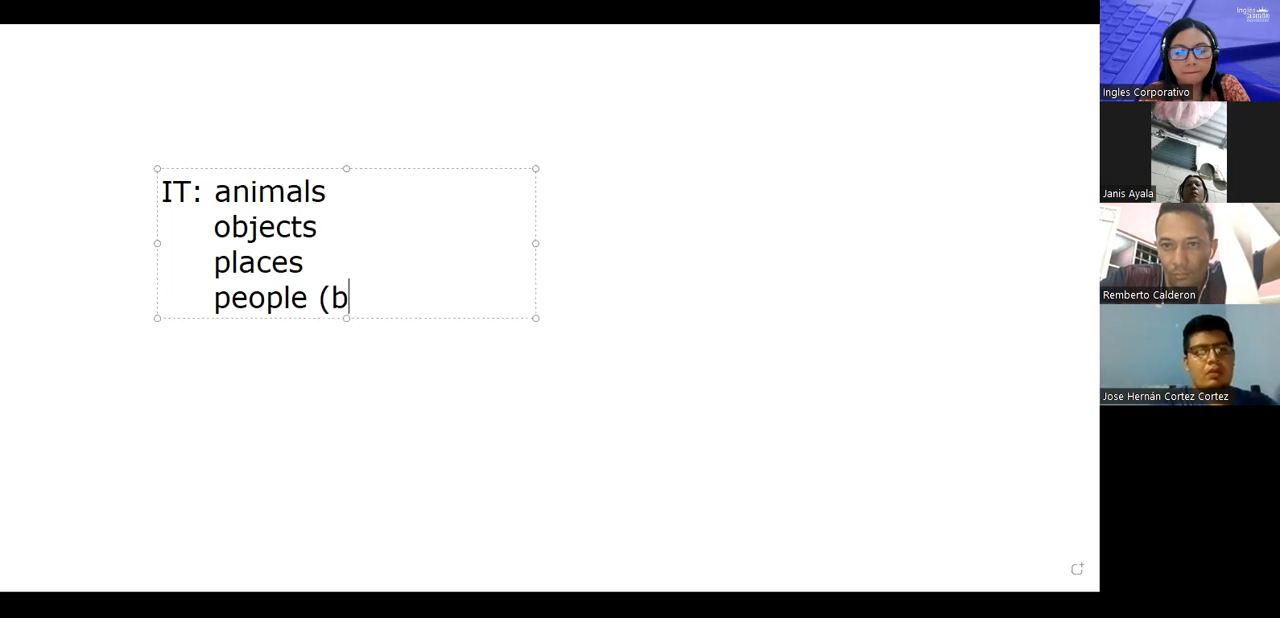 IT: animals
objects
places
people (b
Ingles Corporativo
Janis Ayala
Remberto Calderon
Jose Hernán Cortez Cortez